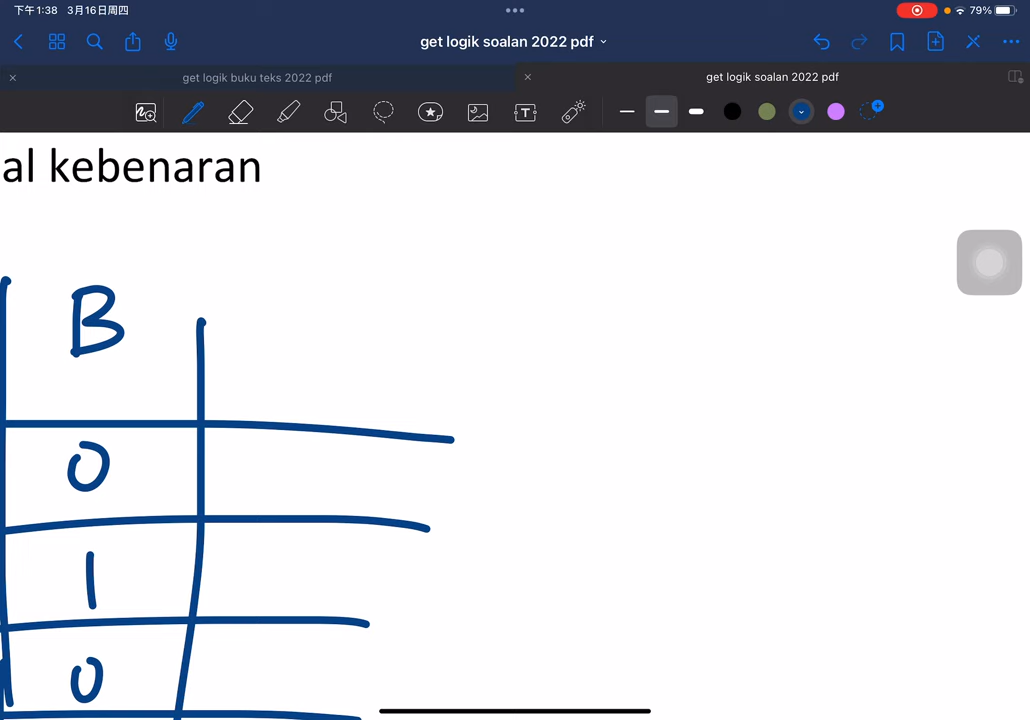 下午1:38 3月16日周四
79%
get logik soalan 2022 pdf
get logik buku teks 2022 pdf
get logik soalan 2022 pdf
T
al kebenaran
B
0
1
0